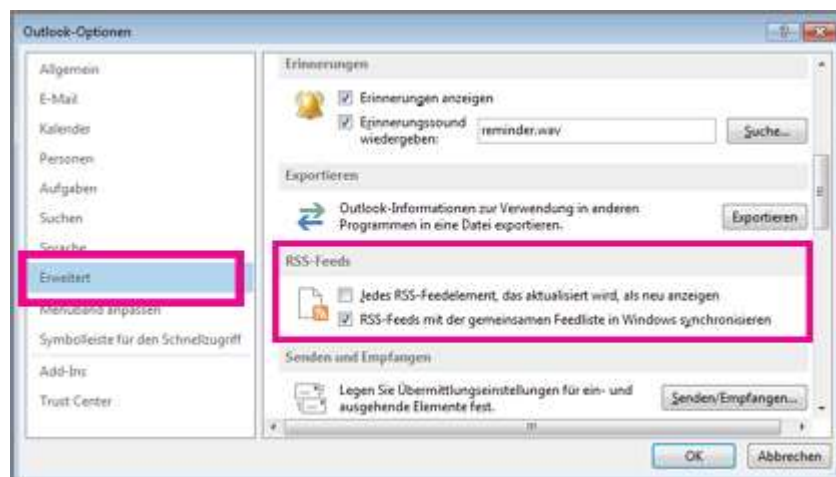 Outlook-Optionen
Allgemein
E-Mail
Kalender
Personen
Aufgaben
Suchen
Sprache
Erweitert
Menüband anpassen
Symbolleiste für den Schnellzugriff
Add-Ins
Trust Center
Erinnerungen
Erinnerungen anzeigen
Erinnerungssound
wiedergeben:
reminder.wav
Suche...
Exportieren
Outlook-Informationen zur Verwendung in anderen
Programmen in eine Datei exportieren.
Exportieren
RSS-Feeds
Jedes RSS-Feedelement, das aktualisiert wird, als neu anzeigen
RSS-Feeds mit der gemeinsamen Feedliste in Windows synchronisieren
Senden und Empfangen
Legen Sie Übermittlungseinstellungen für ein- und
ausgehende Elemente fest.
Senden/Empfangen...
OK
Abbrechen